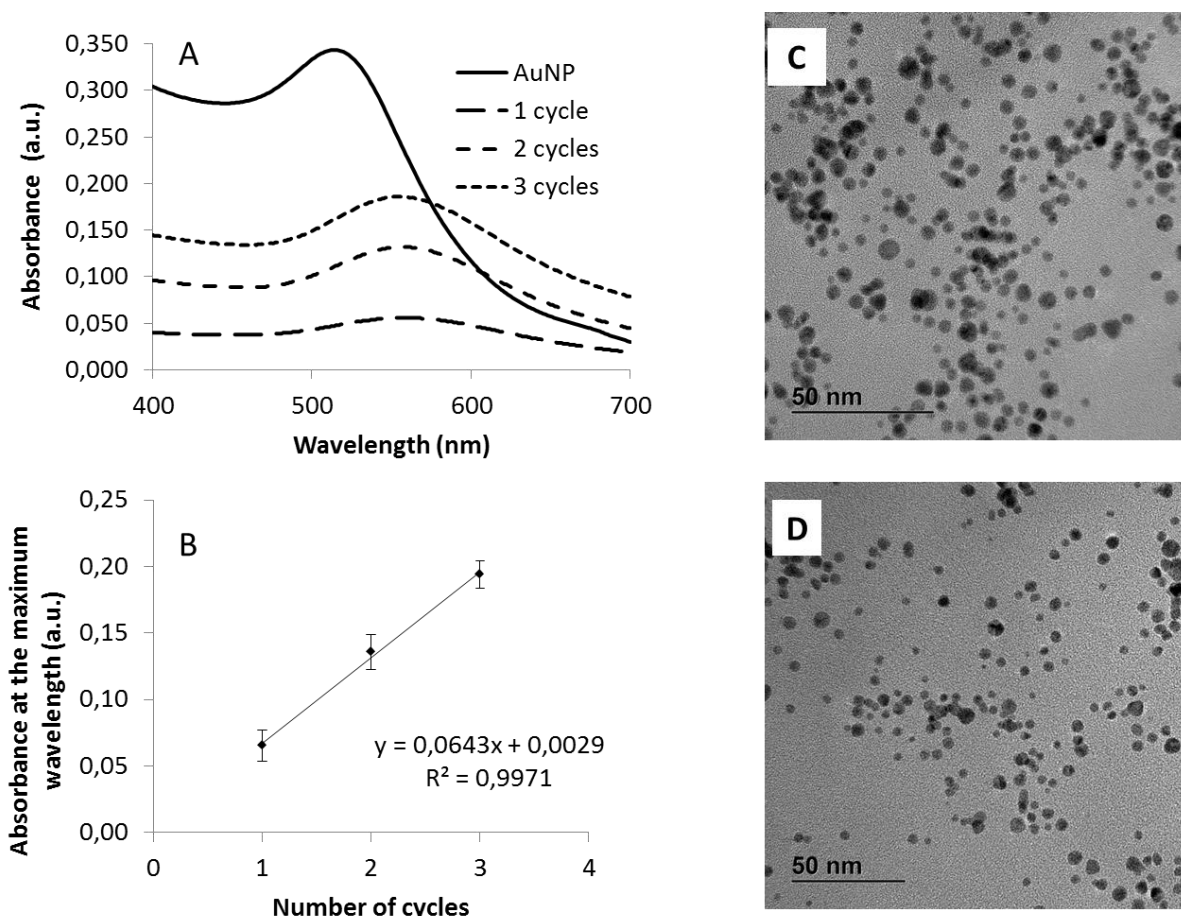 A
0,350
0,300
0,250
0,200
0,150
0,100
0,050
0,000
Absorbance (a.u.)
400 500 600 700
Wavelength (nm)
AuNP
1 cycle
2 cycles
3 cycles
B
0,25
0,20
0,15
0,10
0,05
0,00
Absorbance at the maximum
wavelength (a.u.)
y = 0,0643x + 0,0029
R² = 0,9971
0 1 2 3 4
Number of cycles
C
50 nm
D
50 nm